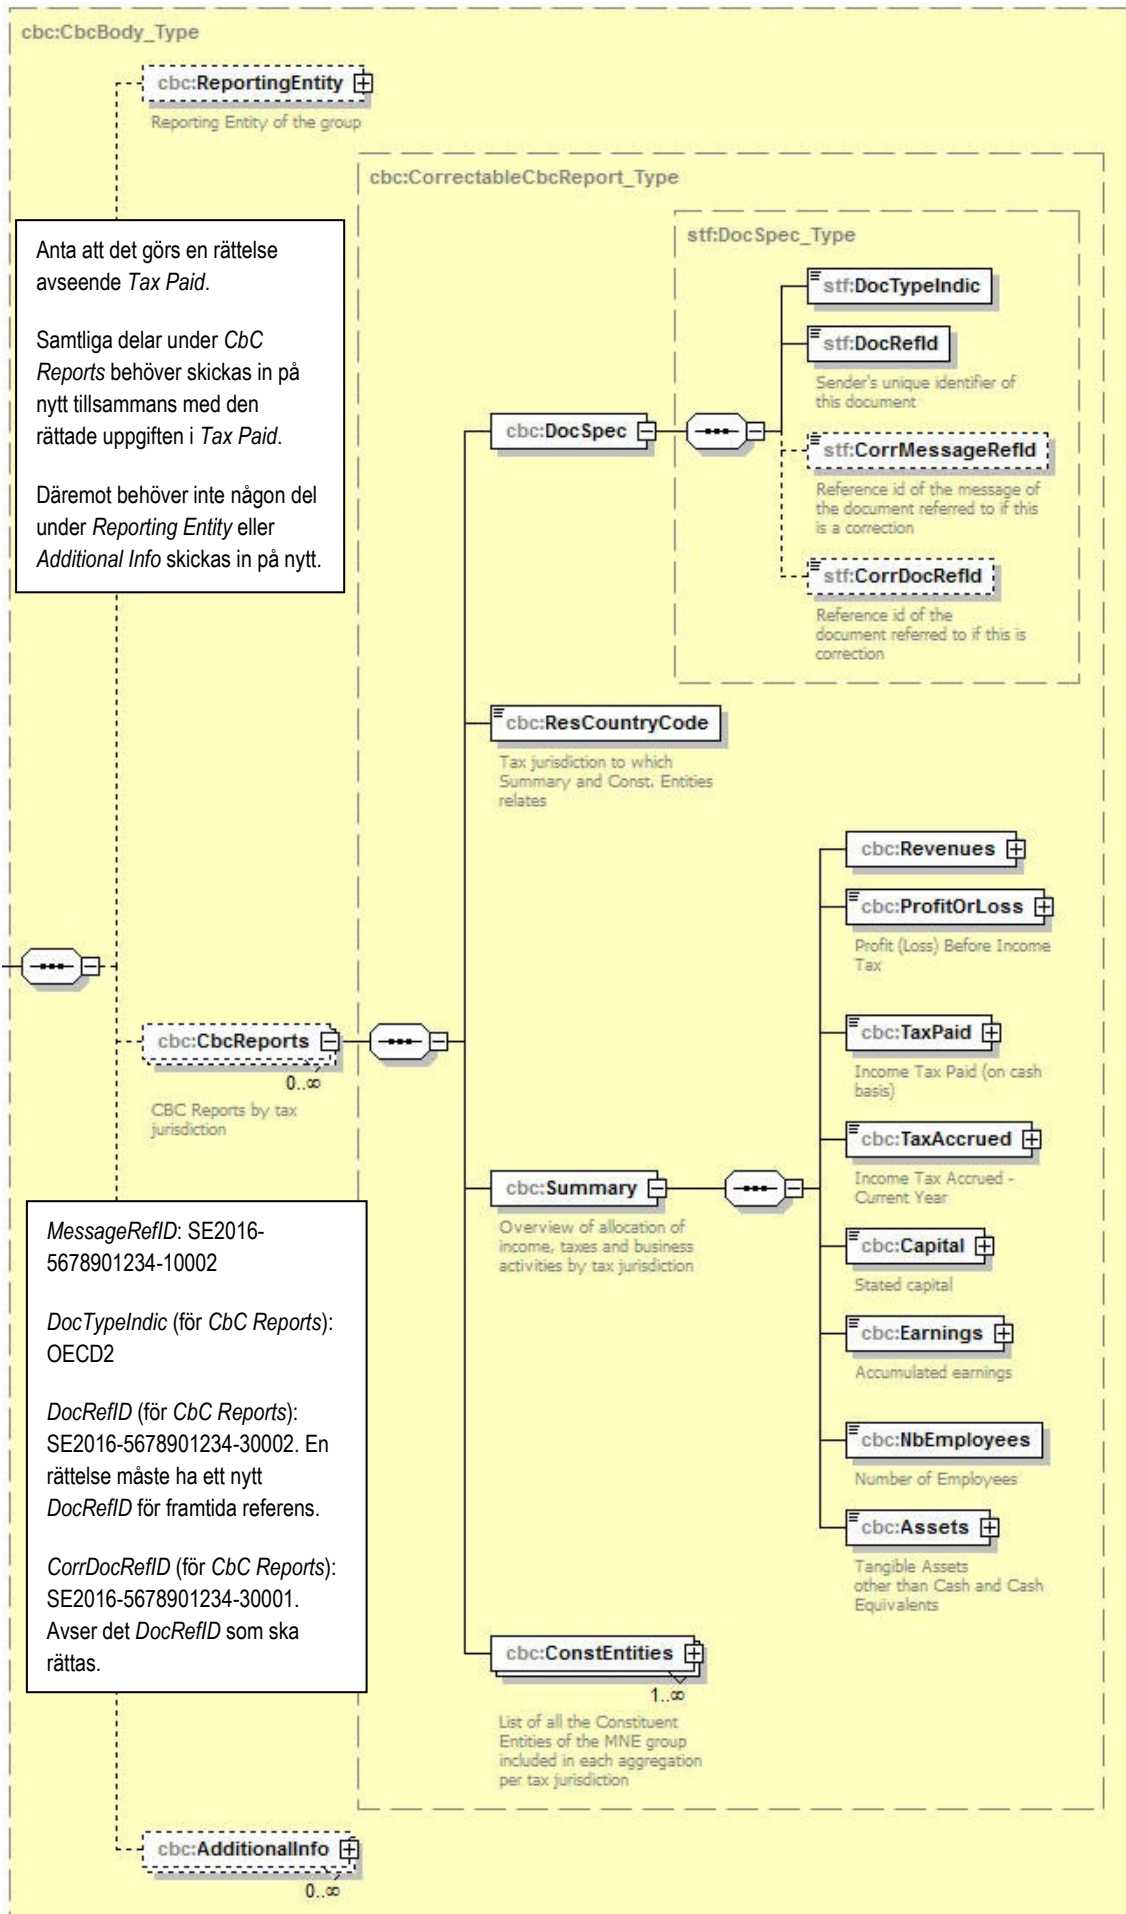 cbc:CbcBody_Type
cbc:ReportingEntity
Reporting Entity of the group
cbc:CorrectableCbcReport_Type
Anta att det görs en rättelse
avseende Tax Paid.
Samtliga delar under CbC
Reports behöver skickas in på
nytt tillsammans med den
rättade uppgiften i Tax Paid.
Däremot behöver inte någon del
under Reporting Entity eller
Additional Info skickas in på nytt.
stf:DocSpec_Type
stf:DocTypeIndic
stf:DocRefId
Sender's unique identifier of
this document
cbc:DocSpec
stf:CorrMessageRefId
Reference id of the message of
the document referred to if this
is a correction
stf:CorrDocRefId
Reference id of the
document referred to if this is
correction
cbc:ResCountryCode
Tax jurisdiction to which
Summary and Const. Entities
relates
cbc:Revenues
cbc:ProfitOrLoss
Profit (Loss) Before Income
Tax
cbc:CbcReports
0..∞
CBC Reports by tax
jurisdiction
cbc:TaxPaid
Income Tax Paid (on cash
basis)
cbc:TaxAccrued
Income Tax Accrued -
Current Year
cbc:Summary
Overview of allocation of
income, taxes and business
activities by tax jurisdiction
cbc:Capital
Stated capital
cbc:Earnings
Accumulated earnings
cbc:NbEmployees
Number of Employees
cbc:Assets
Tangible Assets
other than Cash and Cash
Equivalents
MessageRefID: SE2016-
5678901234-10002
DocTypeIndic (för CbC Reports):
OECD2
DocRefID (för CbC Reports):
SE2016-5678901234-30002. En
rättelse måste ha ett nytt
DocRefID för framtida referens.
CorrDocRefID (för CbC Reports):
SE2016-5678901234-30001.
Avser det DocRefID som ska
rättas.
cbc:ConstEntities
1..∞
List of all the Constituent
Entities of the MNE group
included in each aggregation
per tax jurisdiction
cbc:AdditionalInfo
0..∞